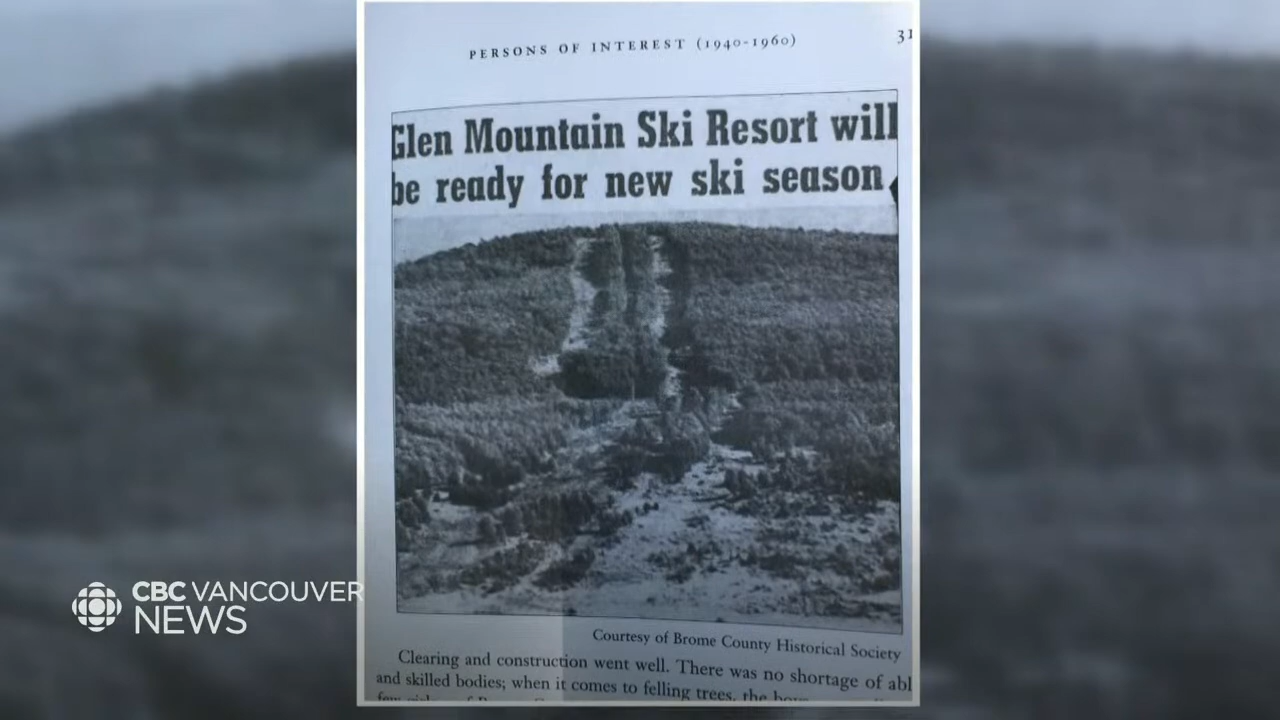 PERSONS OF INTEREST (1940-1960)
Glen Mountain Ski Resort will
be ready for new ski season
Courtesy of Brome County Historical Society
Clearing and construction went well. There was no shortage of abl
and skilled bodies; when it comes to felling trees, the boys
CBC VANCOUVER
NEWS